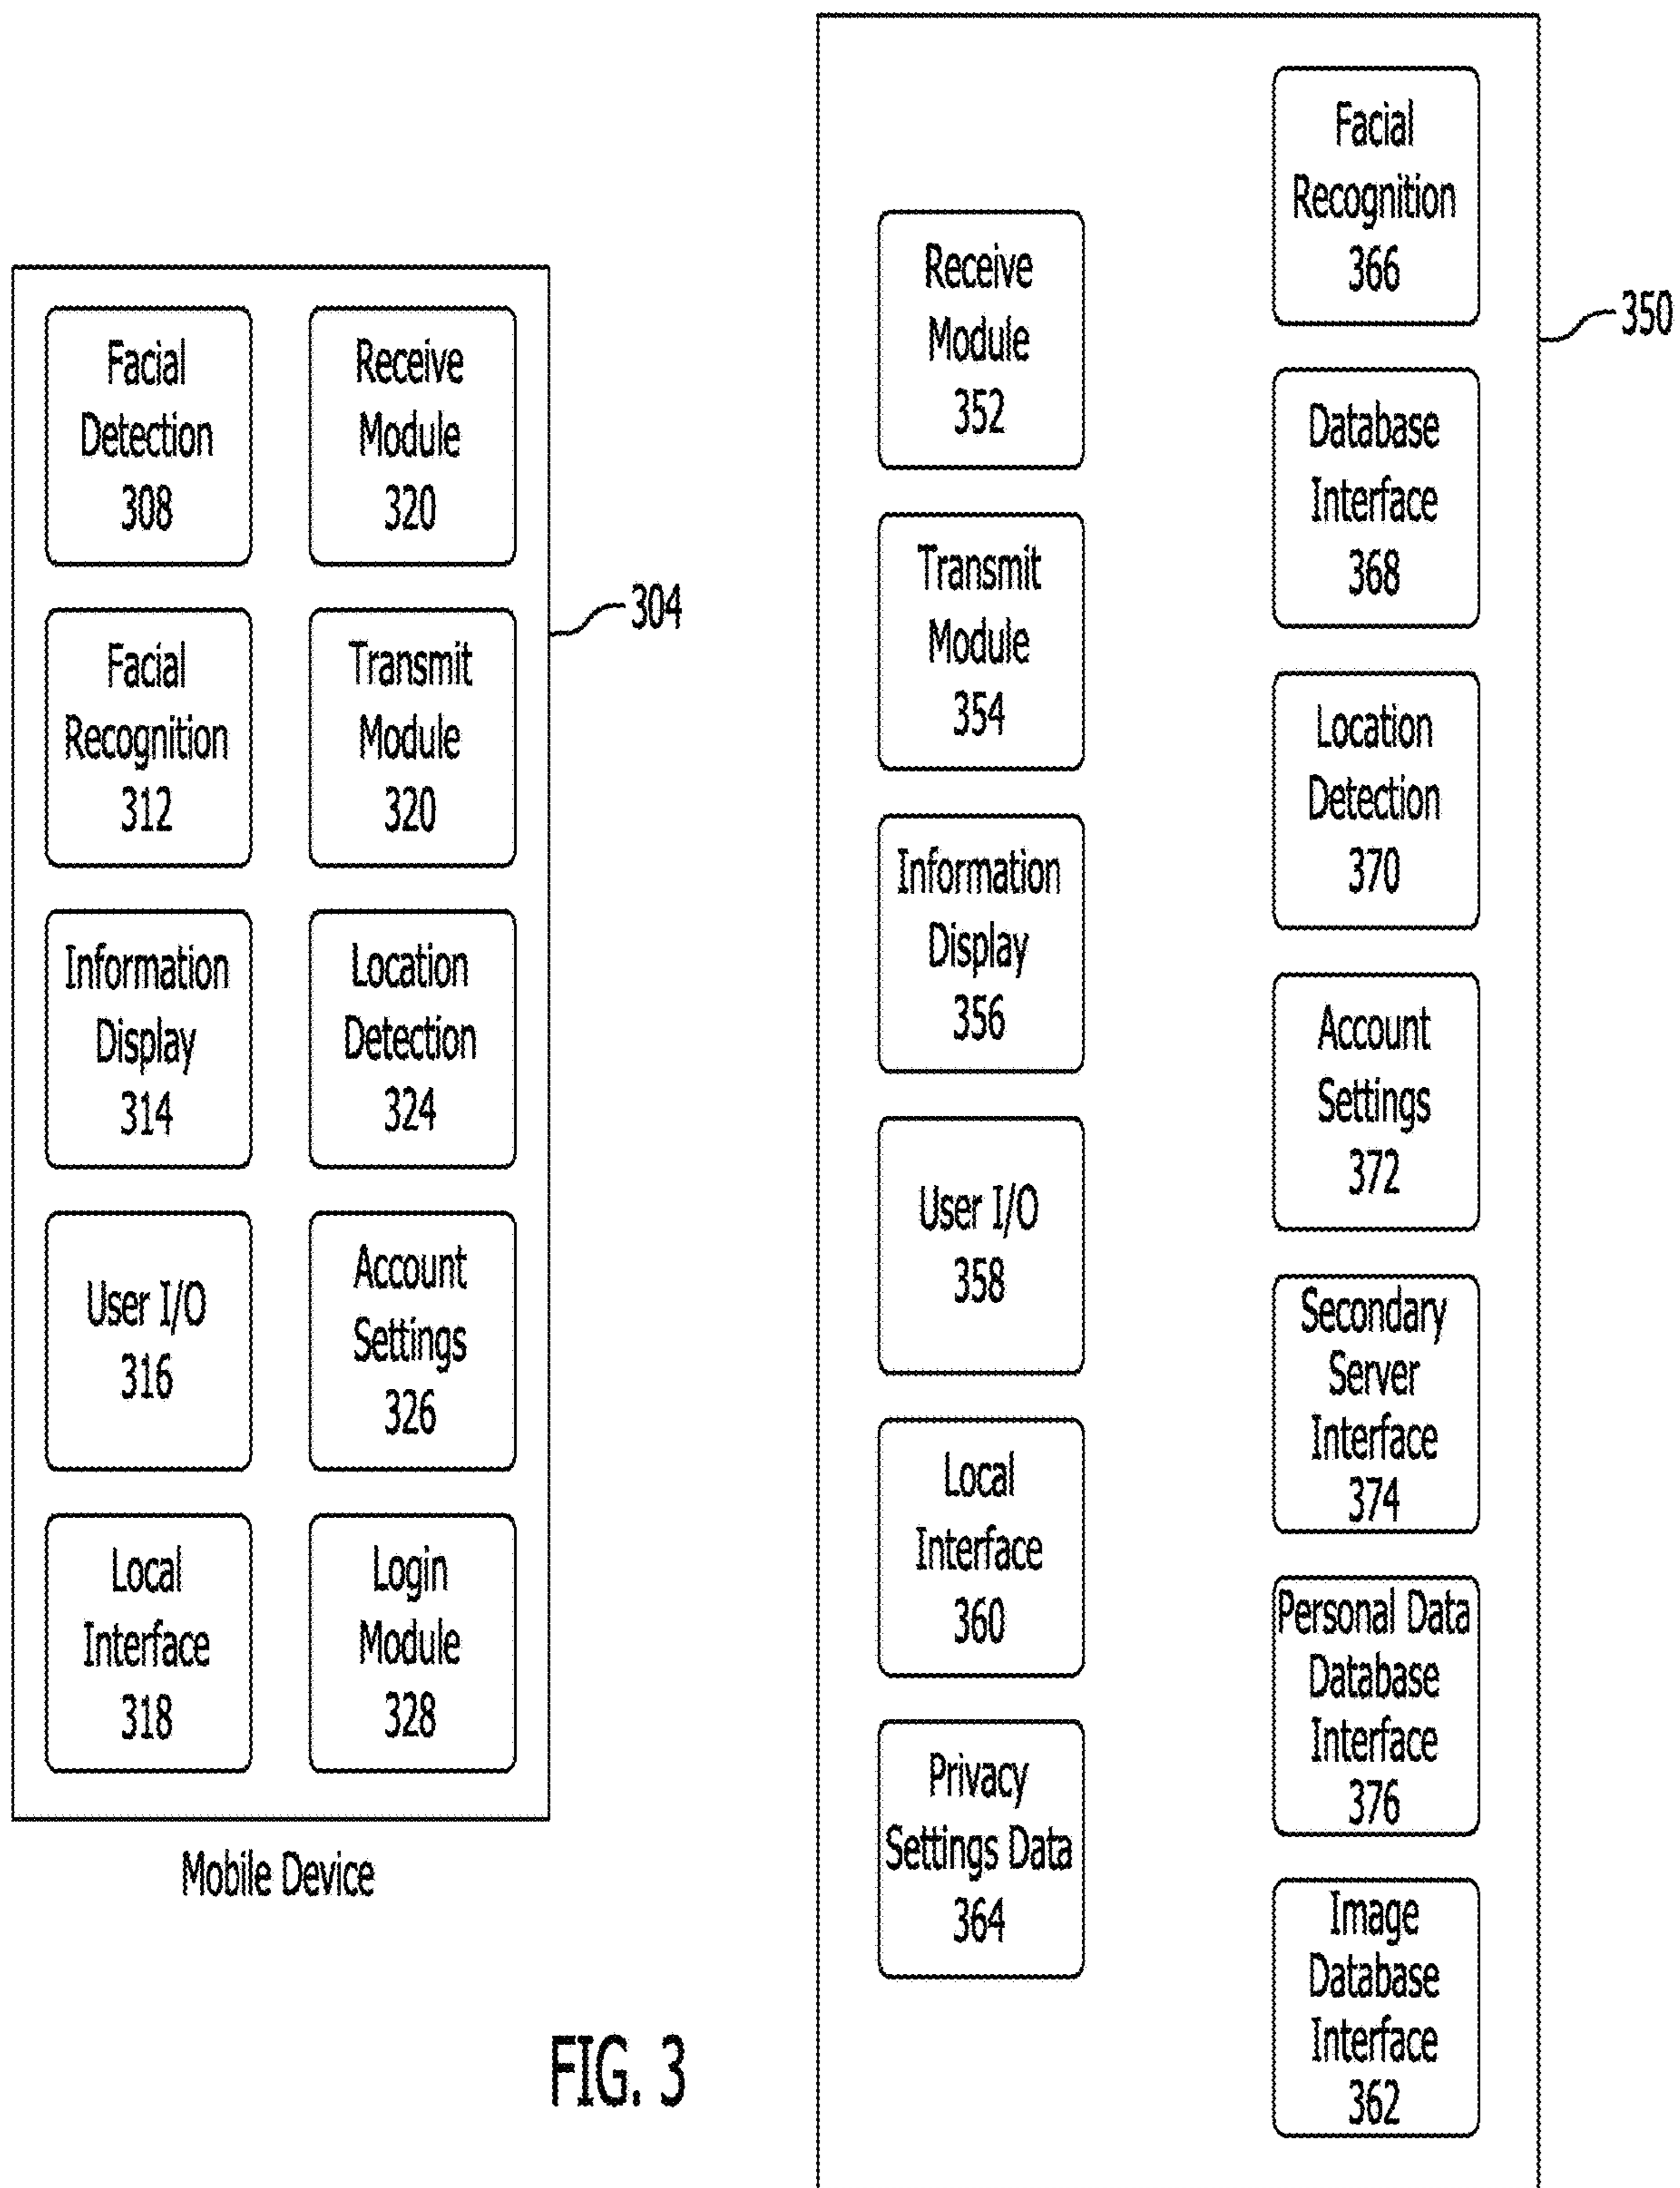 Facial
Detection
308
Receive
Module
320
Facial
Recognition
312
Transmit
Module
320
Information
Display
314
Location
Detection
324
User I/O
316
Account
Settings
326
Local
Interface
318
Login
Module
328
304
Mobile Device
FIG. 3
Receive
Module
352
Transmit
Module
354
Information
Display
356
User I/O
358
Local
Interface
360
Privacy
Settings Data
364
Facial
Recognition
366
Database
Interface
368
Location
Detection
370
Account
Settings
372
Secondary
Server
Interface
374
Personal Data
Database
Interface
376
Image
Database
Interface
362
350